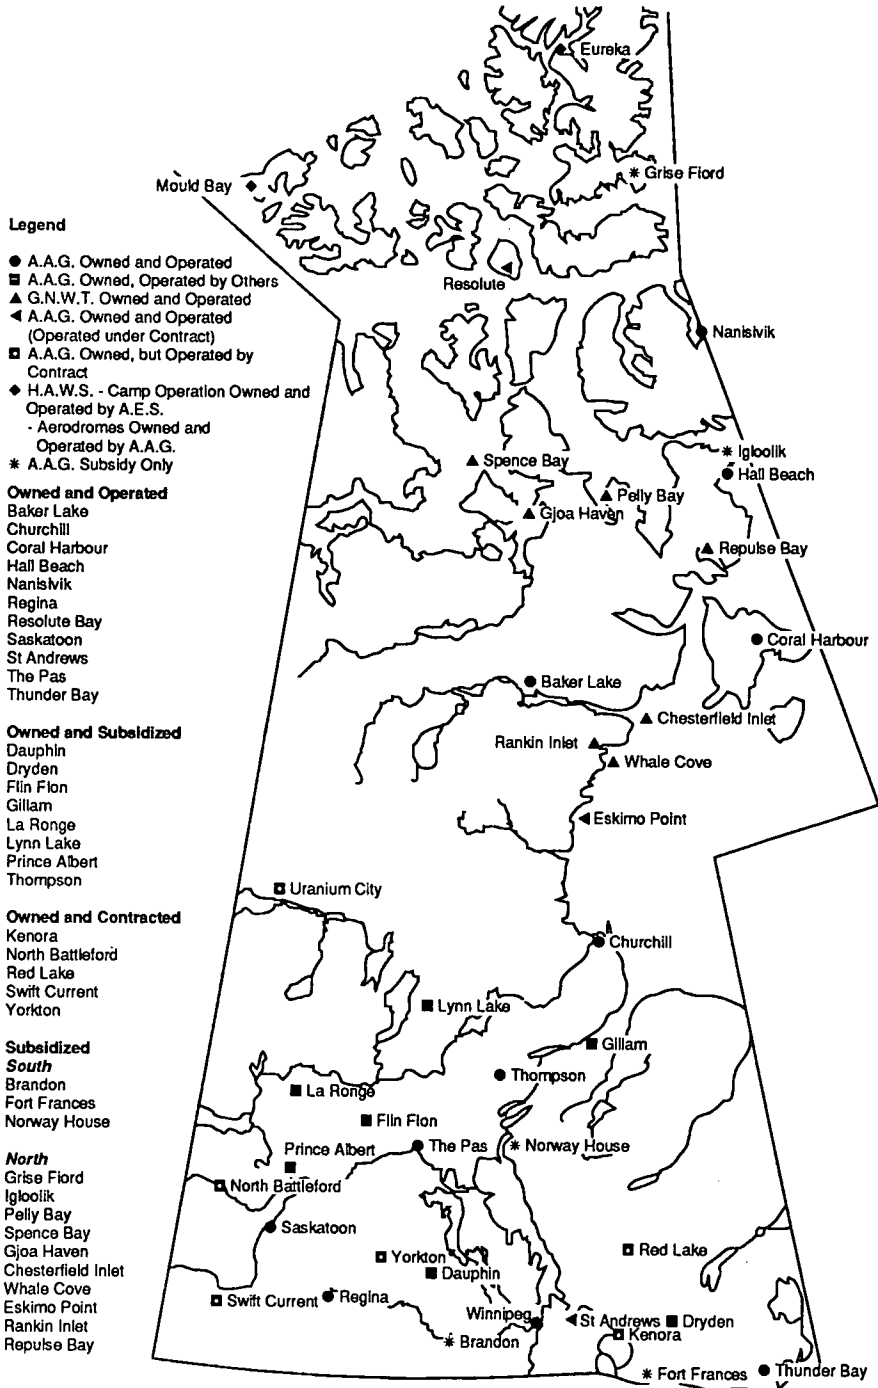 Legend
● A.A.G. Owned and Operated
■ A.A.G. Owned, Operated by Others
▲ G.N.W.T. Owned and Operated
◀ A.A.G. Owned and Operated
(Operated under Contract)
◘ A.A.G. Owned, but Operated by
Contract
◆ H.A.W.S. - Camp Operation Owned and
Operated by A.E.S.
- Aerodromes Owned and
Operated by A.A.G.
✳ A.A.G. Subsidy Only
Owned and Operated
Baker Lake
Churchill
Coral Harbour
Hall Beach
Nanisivik
Regina
Resolute Bay
Saskatoon
St Andrews
The Pas
Thunder Bay
Owned and Subsidized
Dauphin
Dryden
Flin Flon
Gillam
La Ronge
Lynn Lake
Prince Albert
Thompson
Owned and Contracted
Kenora
North Battleford
Red Lake
Swift Current
Yorkton
Subsidized
South
Brandon
Fort Frances
Norway House
North
Grise Fiord
Igloolik
Pelly Bay
Spence Bay
Gjoa Haven
Chesterfield Inlet
Whale Cove
Eskimo Point
Rankin Inlet
Repulse Bay
Eureka
Grise Fiord
Mould Bay
Resolute
Nanisivik
Igloolik
Spence Bay
Hall Beach
Pelly Bay
Gjoa Haven
Repulse Bay
Coral Harbour
Baker Lake
Chesterfield Inlet
Rankin Inlet
Whale Cove
Eskimo Point
Uranium City
Churchill
Lynn Lake
Gillam
Thompson
La Ronge
Flin Flon
The Pas
Norway House
Prince Albert
North Battleford
Saskatoon
Yorkton
Red Lake
Dauphin
Swift Current
Regina
Winnipeg
St Andrews
Dryden
Kenora
Brandon
Fort Frances
Thunder Bay